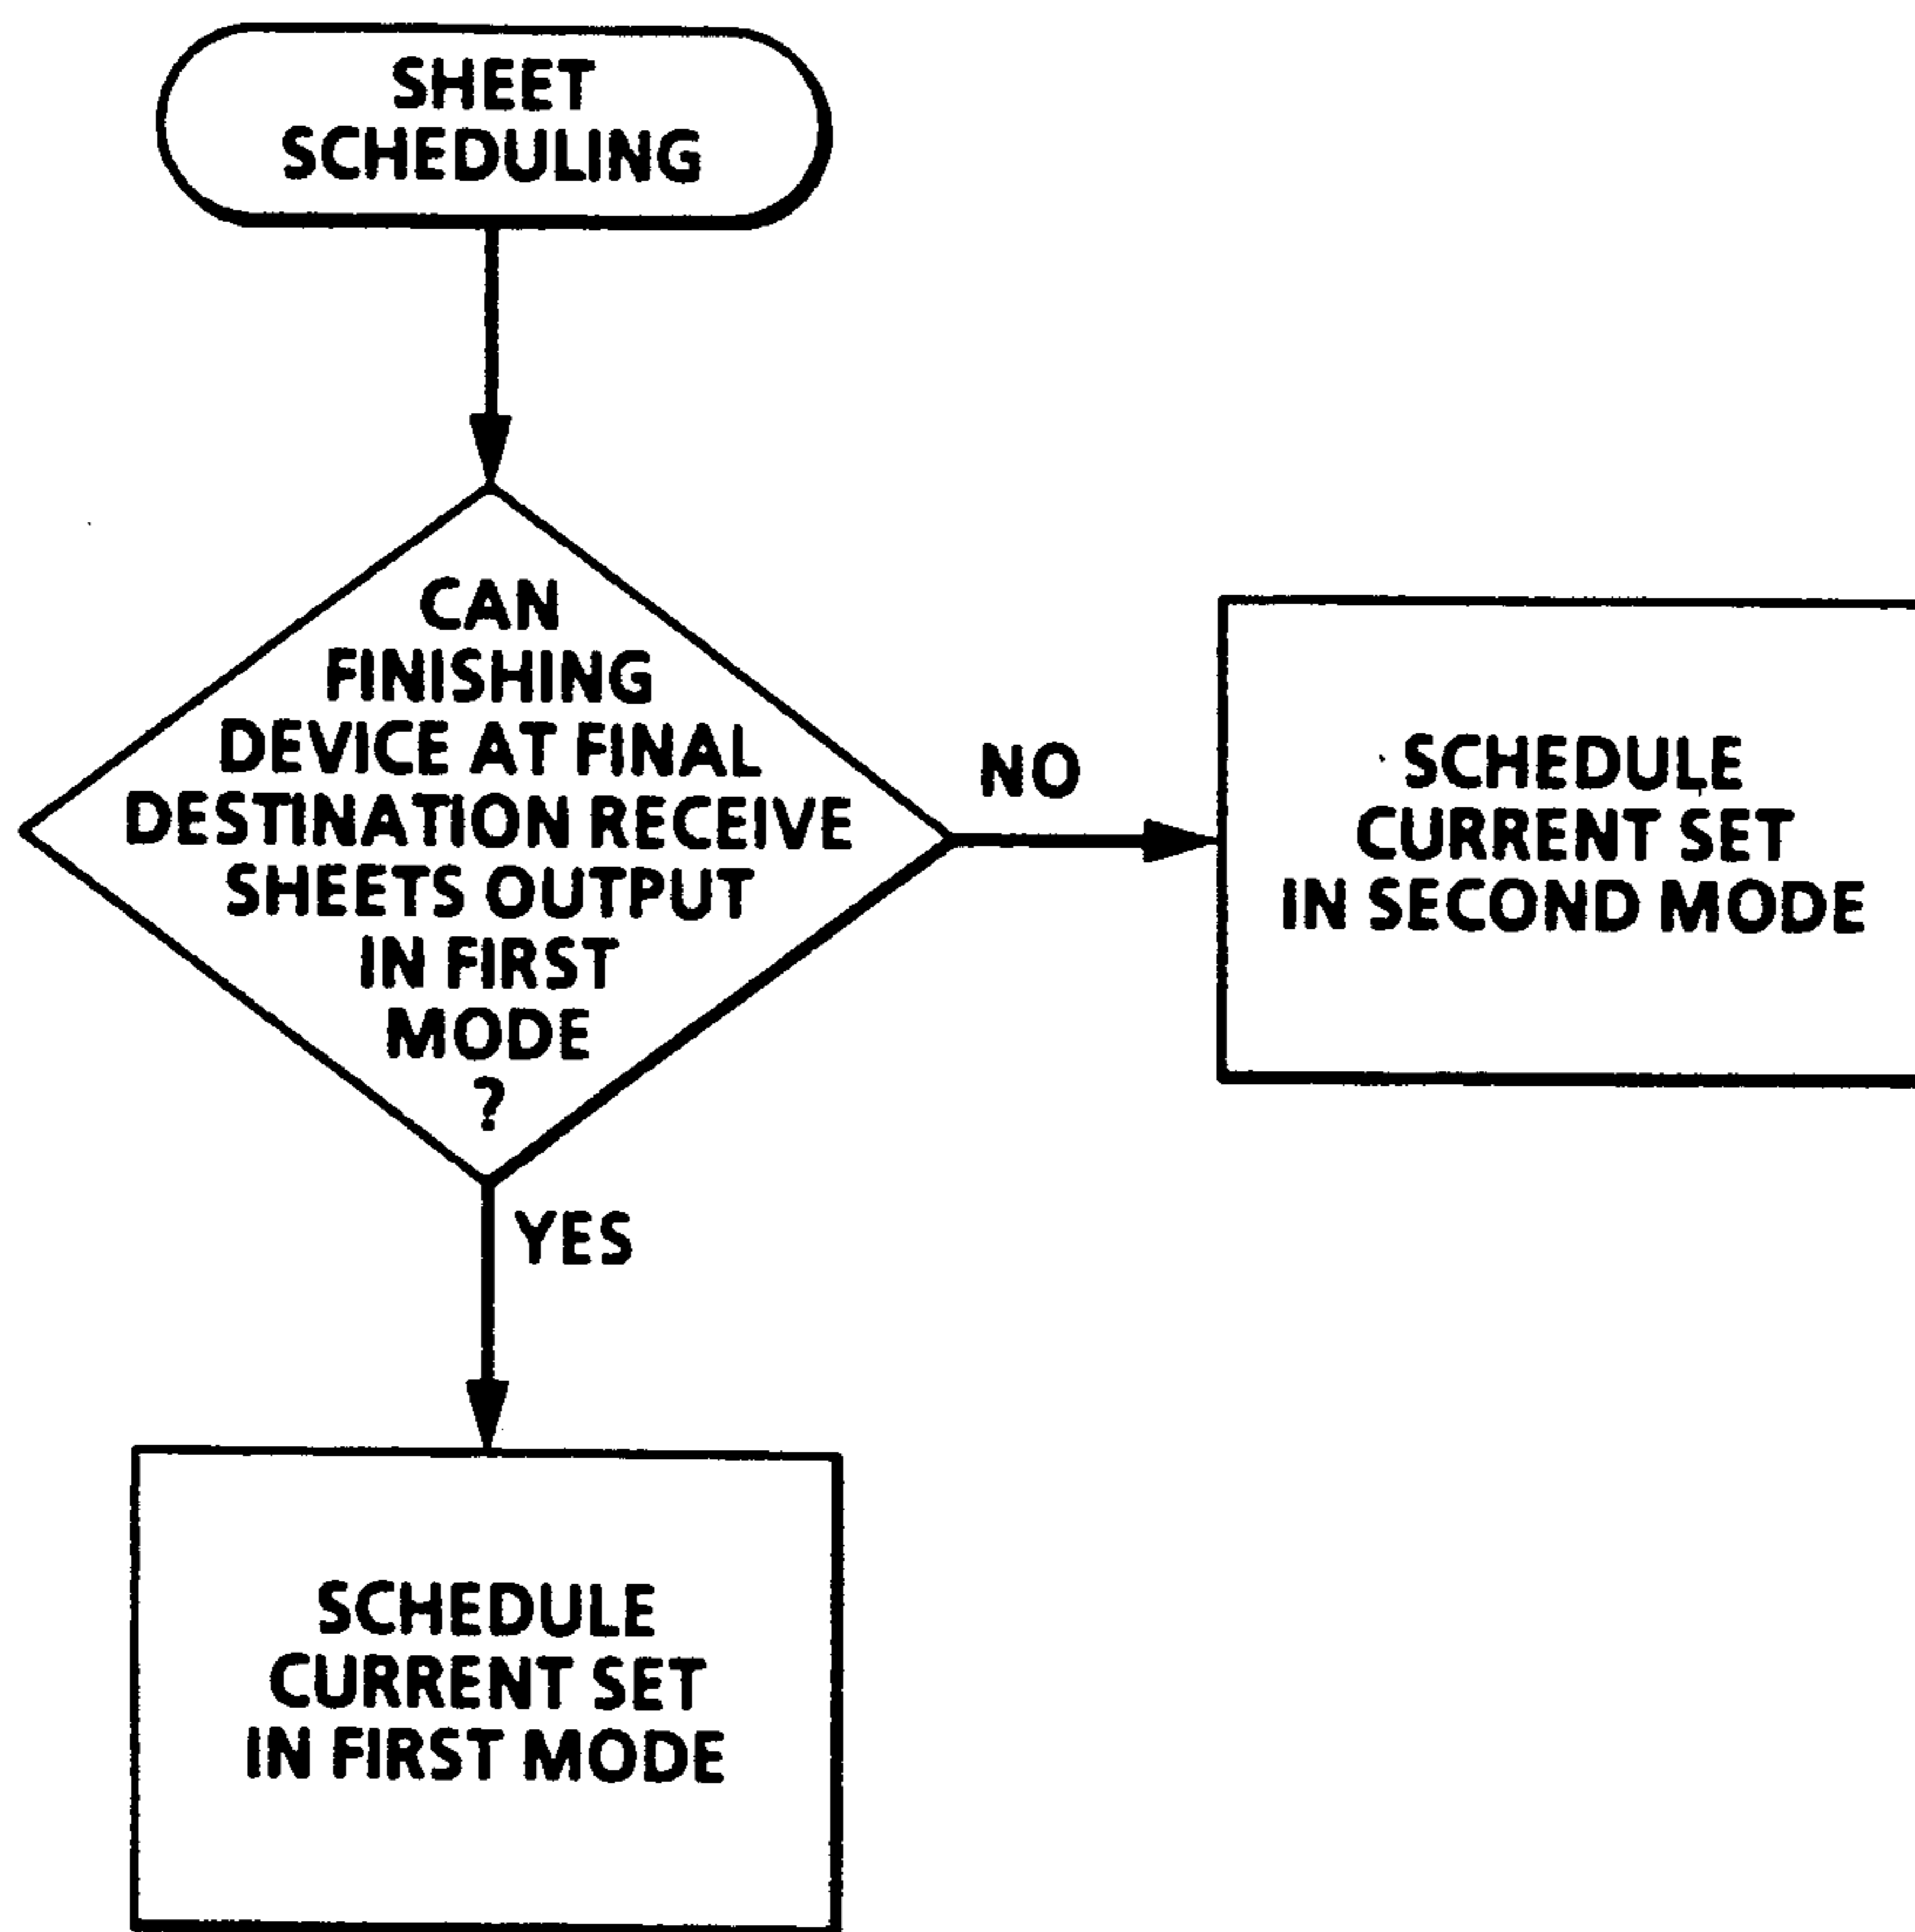 SHEET
SCHEDULING
CAN
FINISHING
DEVICE AT FINAL
DESTINATION RECEIVE
SHEETS OUTPUT
IN FIRST
MODE
?
NO
SCHEDULE
CURRENT SET
IN SECOND MODE
YES
SCHEDULE
CURRENT SET
IN FIRST MODE